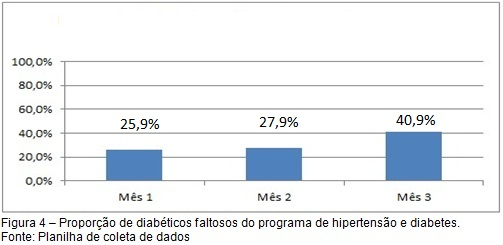 100,0%
80,0%
60,0%
40,0%
20,0%
0,0%
25,9%
27,9%
40,9%
Mês 1
Mês 2
Mês 3
Figura 4 – Proporção de diabéticos faltosos do programa de hipertensão e diabetes.
Fonte: Planilha de coleta de dados